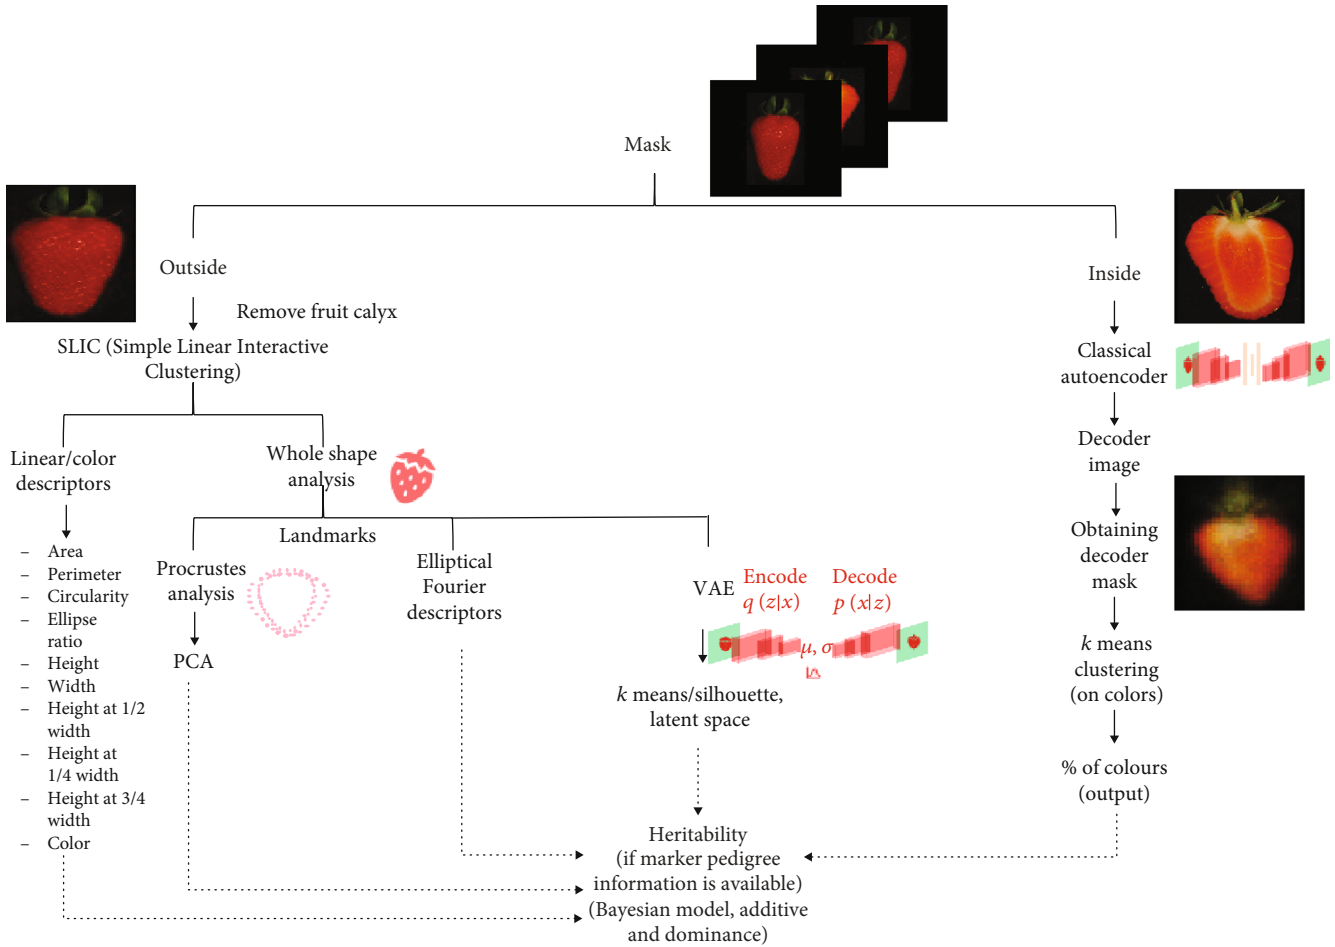 Mask
Outside
Remove fruit calyx
SLIC (Simple Linear Interactive
Clustering)
Linear/color
descriptors
– Area
– Perimeter
– Circularity
– Ellipse
ratio
– Height
– Width
– Height at 1/2
width
– Height at
1/4 width
– Height at 3/4
width
– Color
Whole shape
analysis
Landmarks
Procrustes
analysis
PCA
Elliptical
Fourier
descriptors
VAE
Encode
q (z|x)
Decode
p (x|z)
μ, σ
k means/silhouette,
latent space
Inside
Classical
autoencoder
Decoder
image
Obtaining
decoder
mask
k means
clustering
(on colors)
% of colours
(output)
Heritability
(if marker pedigree
information is available)
(Bayesian model, additive
and dominance)